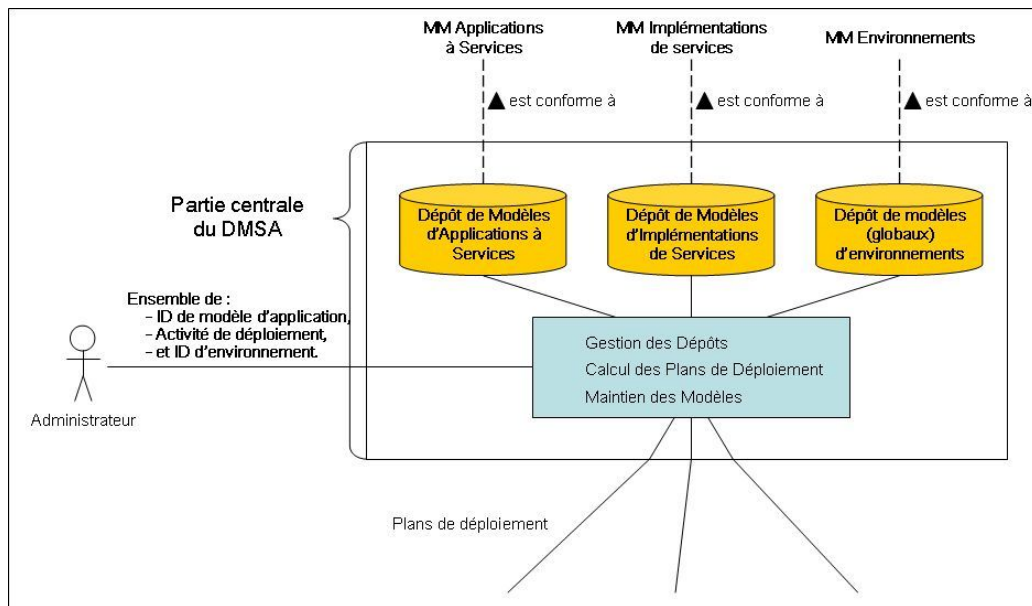 MM Applications
à Services
MM Implémentations
de services
MM Environnements
est conforme à
est conforme à
est conforme à
Partie centrale
du DMSA
Dépôt de Modèles
d'Applications à
Services
Dépôt de Modèles
d'Implémentations
de Services
Dépôt de modèles
(globaux)
d'environnements
Ensemble de :
- ID de modèle d'application,
- Activité de déploiement,
- et ID d'environnement.
Administrateur
Gestion des Dépôts
Calcul des Plans de Déploiement
Maintien des Modèles
Plans de déploiement